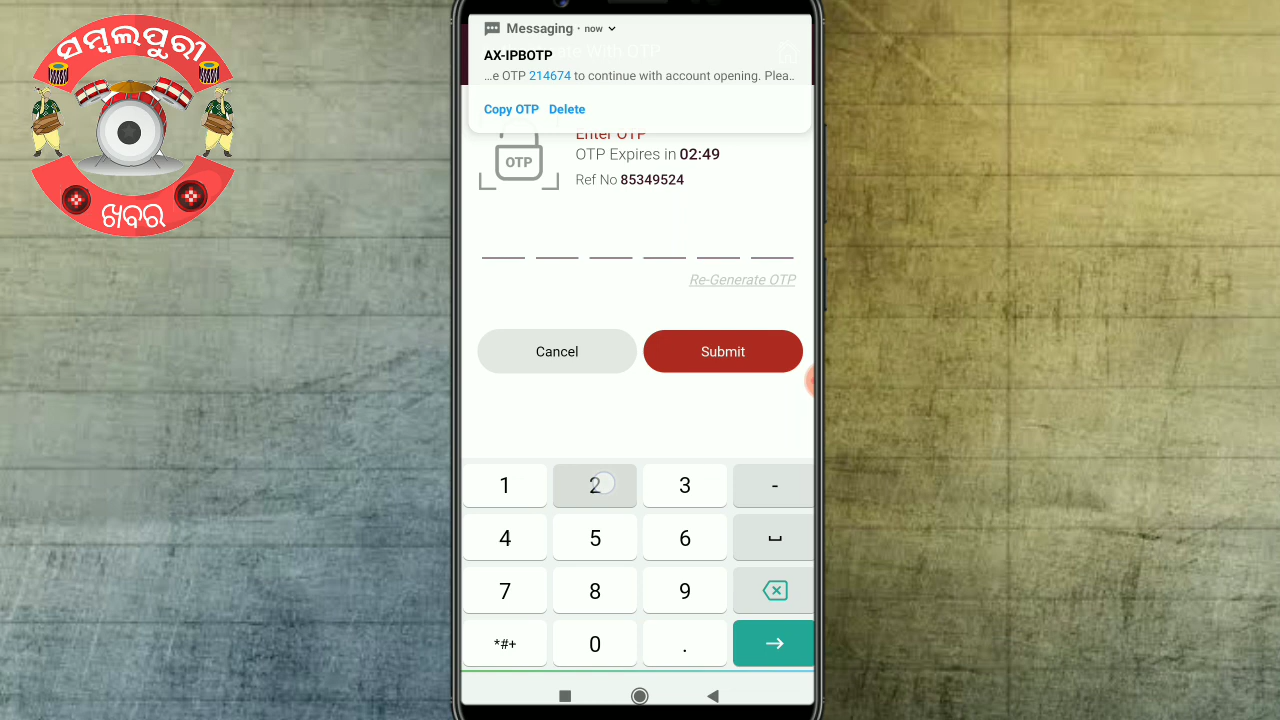 ସମ୍ବଲପୁରୀ
ଖବର
Messaging · now
AX-IPBOTP
...e OTP 214674 to continue with account opening. Plea..
Copy OTP Delete
Enter OTP
OTP
OTP Expires in 02:49
Ref No 85349524
Re-Generate OTP
Cancel Submit
1 2 3 -
4 5 6
7 8 9
*#+ 0 .